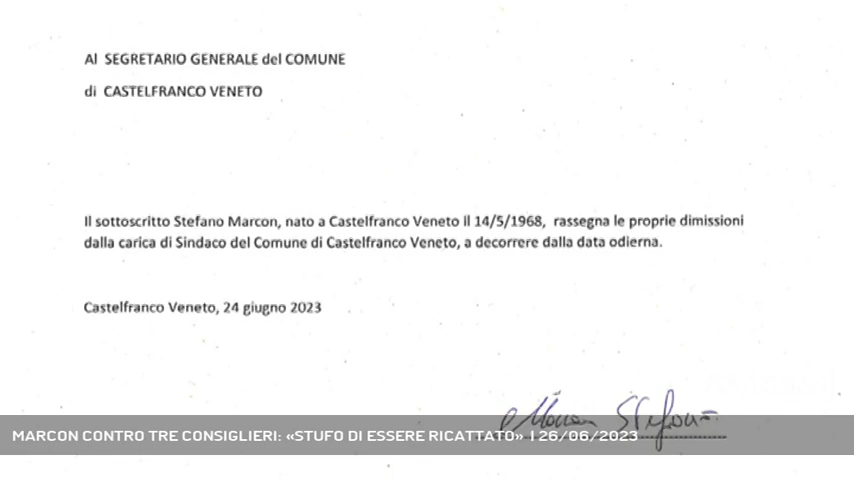 Al SEGRETARIO GENERALE del COMUNE
di CASTELFRANCO VENETO
Il sottoscritto Stefano Marcon, nato a Castelfranco Veneto il 14/5/1968, rassegna le proprie dimissioni
dalla carica di Sindaco del Comune di Castelfranco Veneto, a decorrere dalla data odierna.
Castelfranco Veneto, 24 giugno 2023
Marcon Stefano
MARCON CONTRO TRE CONSIGLIERI: «STUFO DI ESSERE RICATTATO» | 26/06/2023